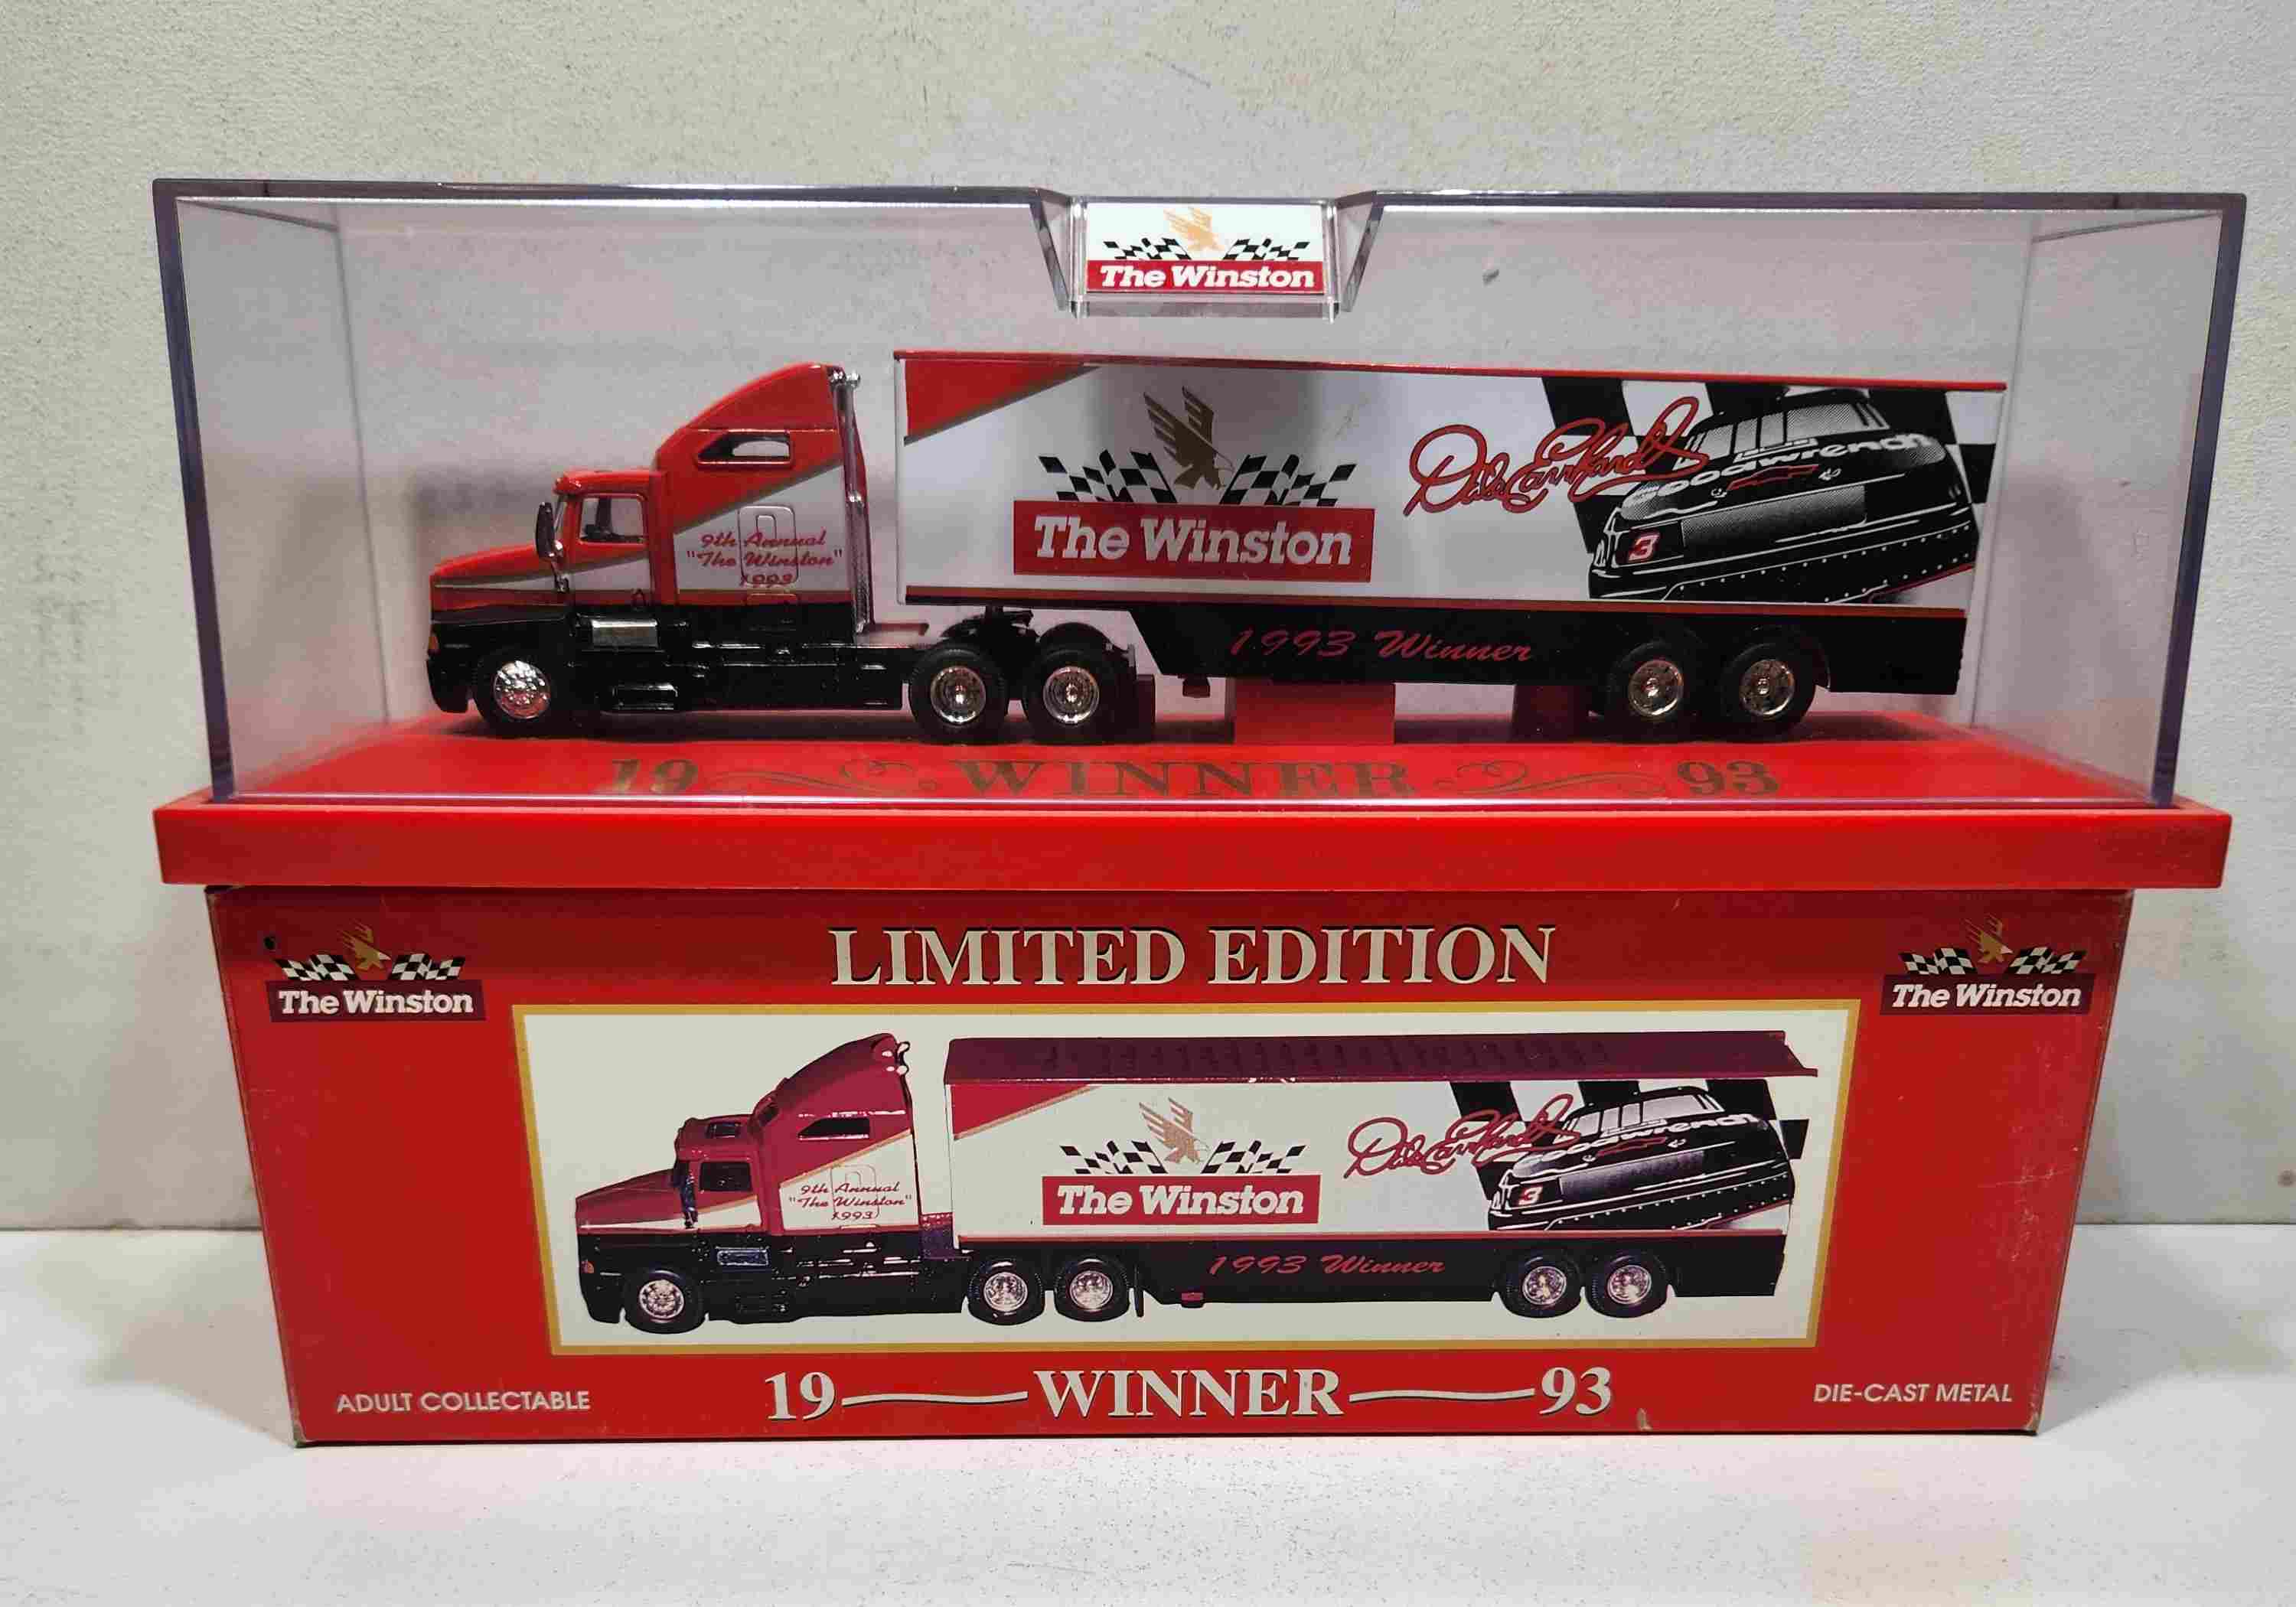 The Winston
9th Annual
"The Winston"
1993
The Winston
Dale Earnhardt
Goodwrench
3
1993 Winner
19 WINNER 93
LIMITED EDITION
The Winston
The Winston
9th Annual
"The Winston"
1993
The Winston
Dale Earnhardt
Goodwrench
3
1993 Winner
19 WINNER 93
ADULT COLLECTABLE
DIE-CAST METAL